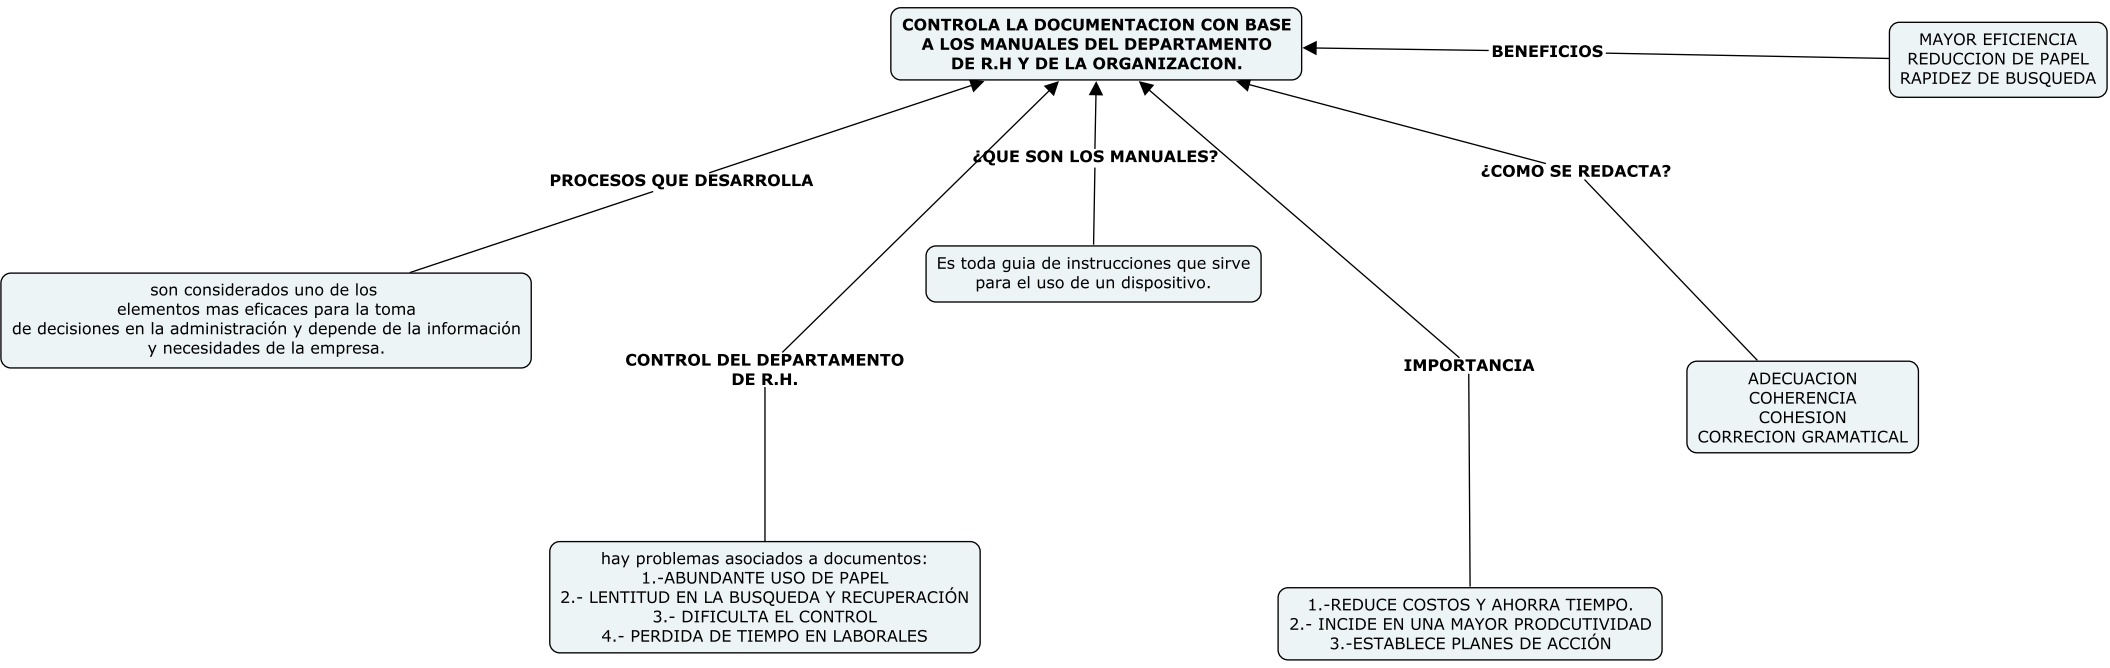 CONTROLA LA DOCUMENTACION CON BASE
A LOS MANUALES DEL DEPARTAMENTO
DE R.H Y DE LA ORGANIZACION.
BENEFICIOS
MAYOR EFICIENCIA
REDUCCION DE PAPEL
RAPIDEZ DE BUSQUEDA
PROCESOS QUE DESARROLLA
¿QUE SON LOS MANUALES?
¿COMO SE REDACTA?
son considerados uno de los
elementos mas eficaces para la toma
de decisiones en la administración y depende de la información
y necesidades de la empresa.
Es toda guia de instrucciones que sirve
para el uso de un dispositivo.
CONTROL DEL DEPARTAMENTO
DE R.H.
IMPORTANCIA
ADECUACION
COHERENCIA
COHESION
CORRECION GRAMATICAL
hay problemas asociados a documentos:
1.-ABUNDANTE USO DE PAPEL
2.- LENTITUD EN LA BUSQUEDA Y RECUPERACIÓN
3.- DIFICULTA EL CONTROL
4.- PERDIDA DE TIEMPO EN LABORALES
1.-REDUCE COSTOS Y AHORRA TIEMPO.
2.- INCIDE EN UNA MAYOR PRODCUTIVIDAD
3.-ESTABLECE PLANES DE ACCIÓN